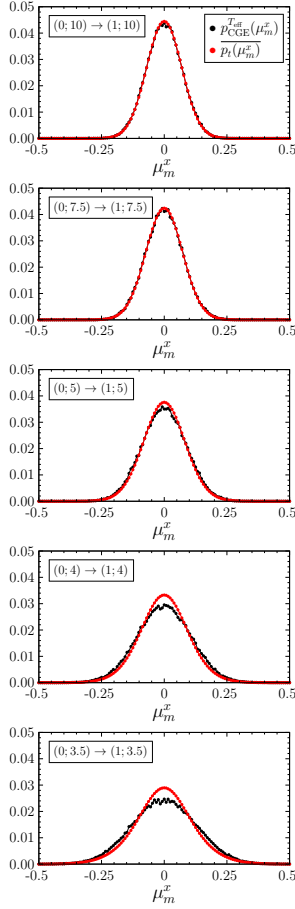 0.05
(0; 10) → (1; 10)
p_CGE^{T_eff}(μ_m^x)
0.04
\overline{p_t(μ_m^x)}
0.03
0.02
0.01
0.00
-0.5 -0.25 0 0.25 0.5
μ_m^x
0.05
(0; 7.5) → (1; 7.5)
0.04
0.03
0.02
0.01
0.00
-0.5 -0.25 0 0.25 0.5
μ_m^x
0.05
(0; 5) → (1; 5)
0.04
0.03
0.02
0.01
0.00
-0.5 -0.25 0 0.25 0.5
μ_m^x
0.05
(0; 4) → (1; 4)
0.04
0.03
0.02
0.01
0.00
-0.5 -0.25 0 0.25 0.5
μ_m^x
0.05
(0; 3.5) → (1; 3.5)
0.04
0.03
0.02
0.01
0.00
-0.5 -0.25 0 0.25 0.5
μ_m^x